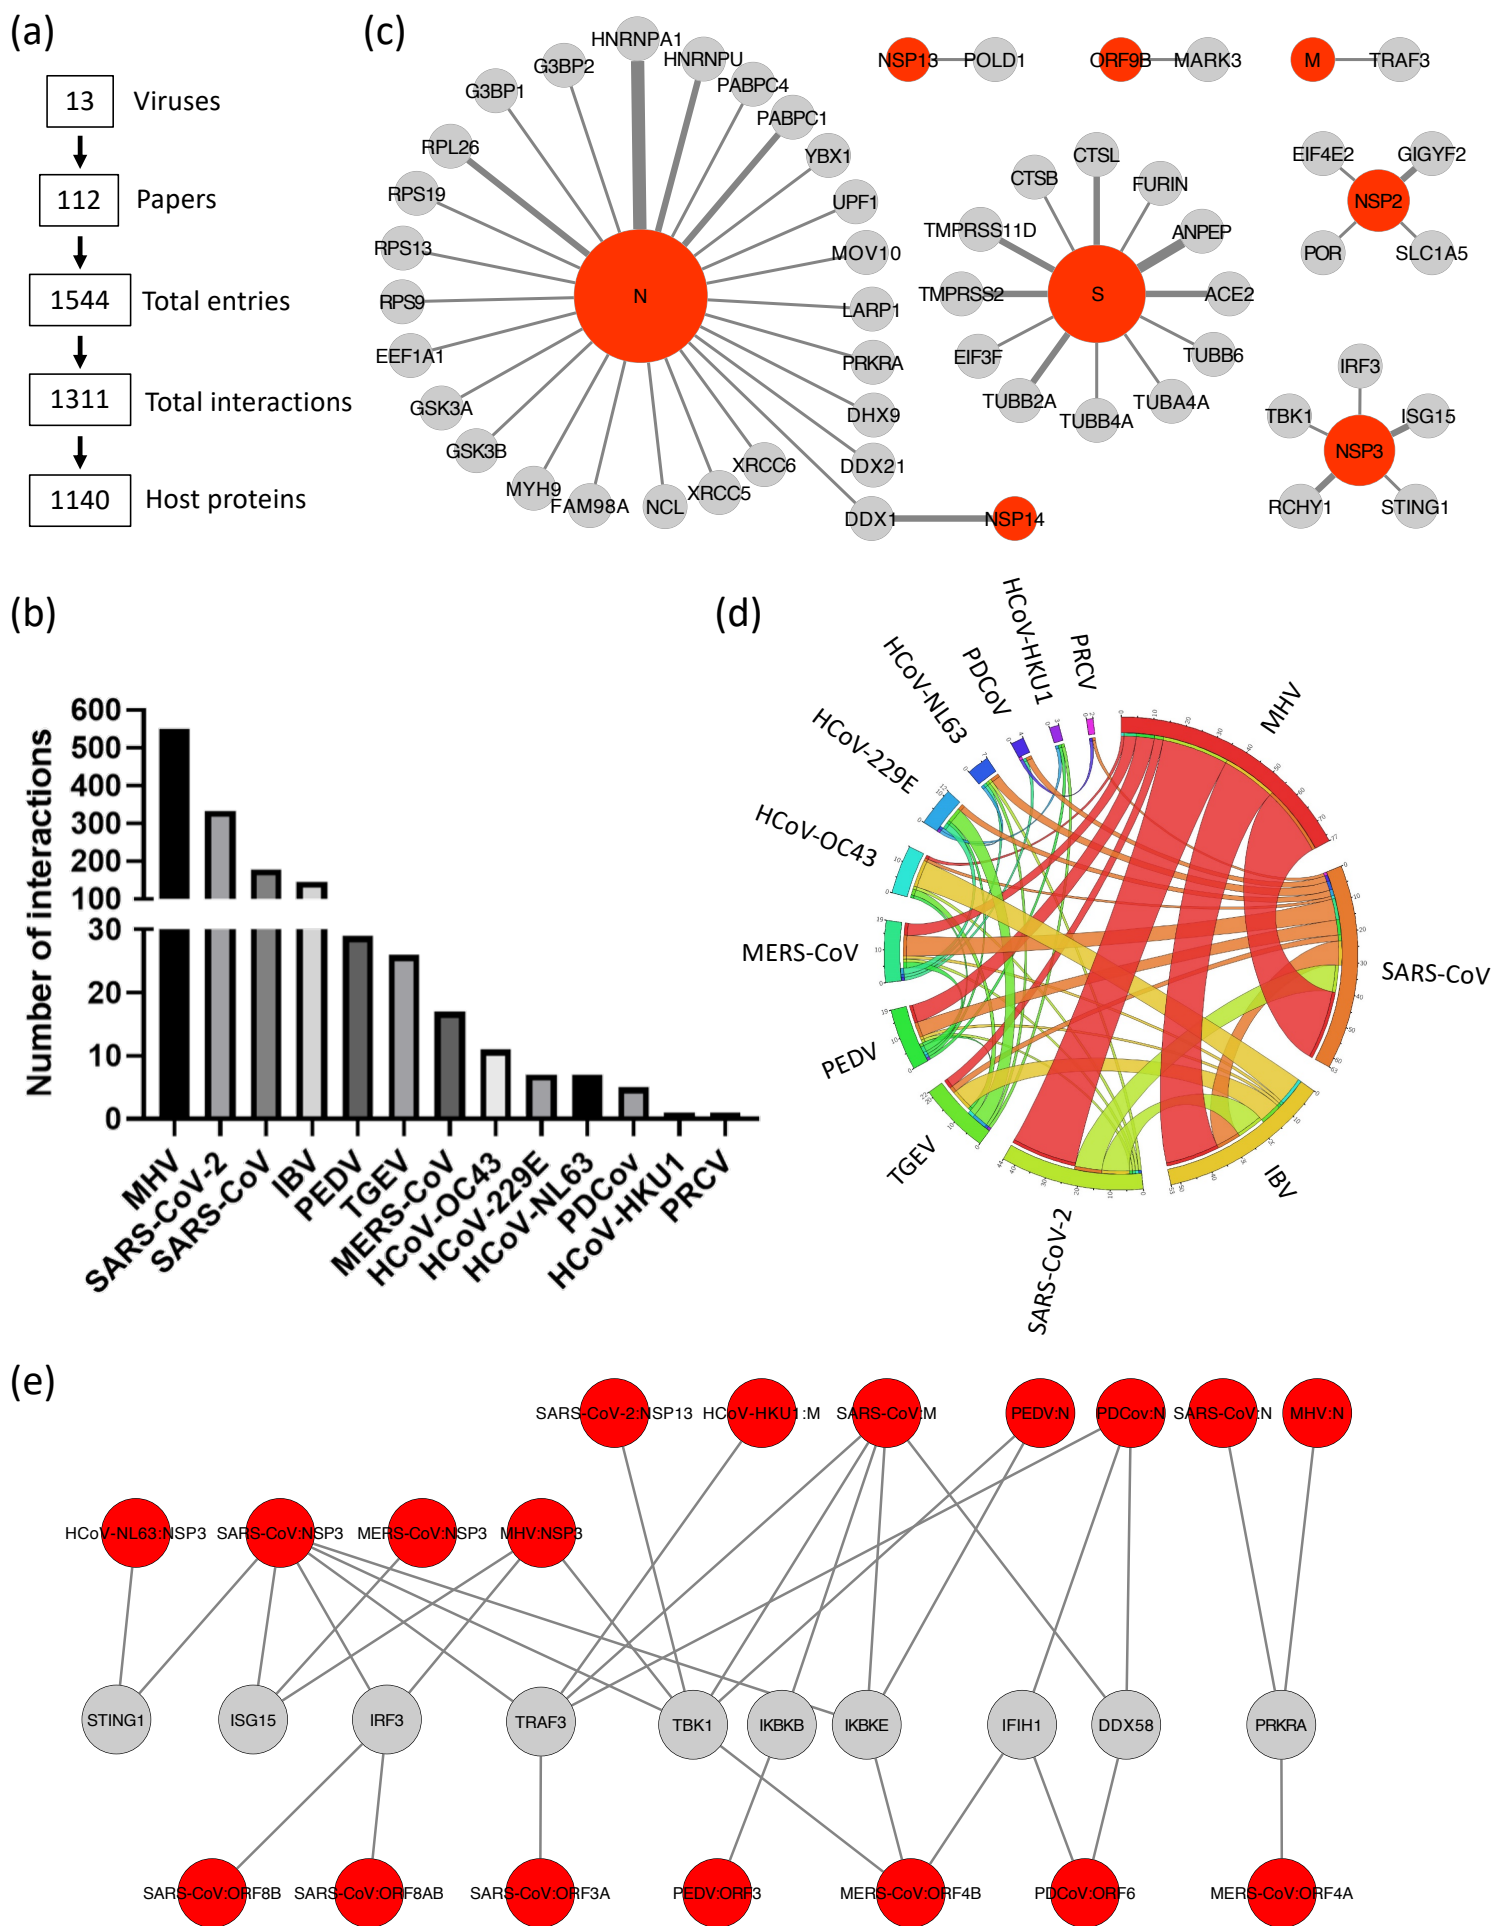 (a)
13 Viruses
112 Papers
1544 Total entries
1311 Total interactions
1140 Host proteins
(c)
HNRNPA1
HNRNPU
G3BP2
PABPC4
G3BP1
PABPC1
RPL26
YBX1
RPS19
UPF1
RPS13
MOV10
RPS9
LARP1
N
EEF1A1
PRKRA
GSK3A
DHX9
GSK3B
DDX21
MYH9
XRCC6
FAM98A
NCL
XRCC5
DDX1
NSP14
NSP13
POLD1
ORF9B
MARK3
M
TRAF3
CTSL
CTSB
FURIN
TMPRSS11D
ANPEP
TMPRSS2
S
ACE2
EIF3F
TUBB6
TUBB2A
TUBB4A
TUBA4A
EIF4E2
GIGYF2
NSP2
POR
SLC1A5
IRF3
TBK1
ISG15
NSP3
RCHY1
STING1
(b)
Number of interactions
600
500
400
300
200
100
30
20
10
0
MHV
SARS-CoV-2
SARS-CoV
IBV
PEDV
TGEV
MERS-CoV
HCoV-OC43
HCoV-229E
HCoV-NL63
PDCov
HCoV-HKU1
PRCV
(d)
HCoV-HKU1
PRCV
PDCoV
HCoV-NL63
HCoV-229E
HCoV-OC43
MERS-CoV
PEDV
TGEV
SARS-CoV-2
IBV
SARS-CoV
MHV
(e)
SARS-CoV-2:NSP13
HCoV-HKU1:M
SARS-CoV:M
PEDV:N
PDCov:N
SARS-CoV:N
MHV:N
HCoV-NL63:NSP3
SARS-CoV:NSP3
MERS-CoV:NSP3
MHV:NSP3
STING1
ISG15
IRF3
TRAF3
TBK1
IKBKB
IKBKE
IFIH1
DDX58
PRKRA
SARS-CoV:ORF8B
SARS-CoV:ORF8AB
SARS-CoV:ORF3A
PEDV:ORF3
MERS-CoV:ORF4B
PDCoV:ORF6
MERS-CoV:ORF4A